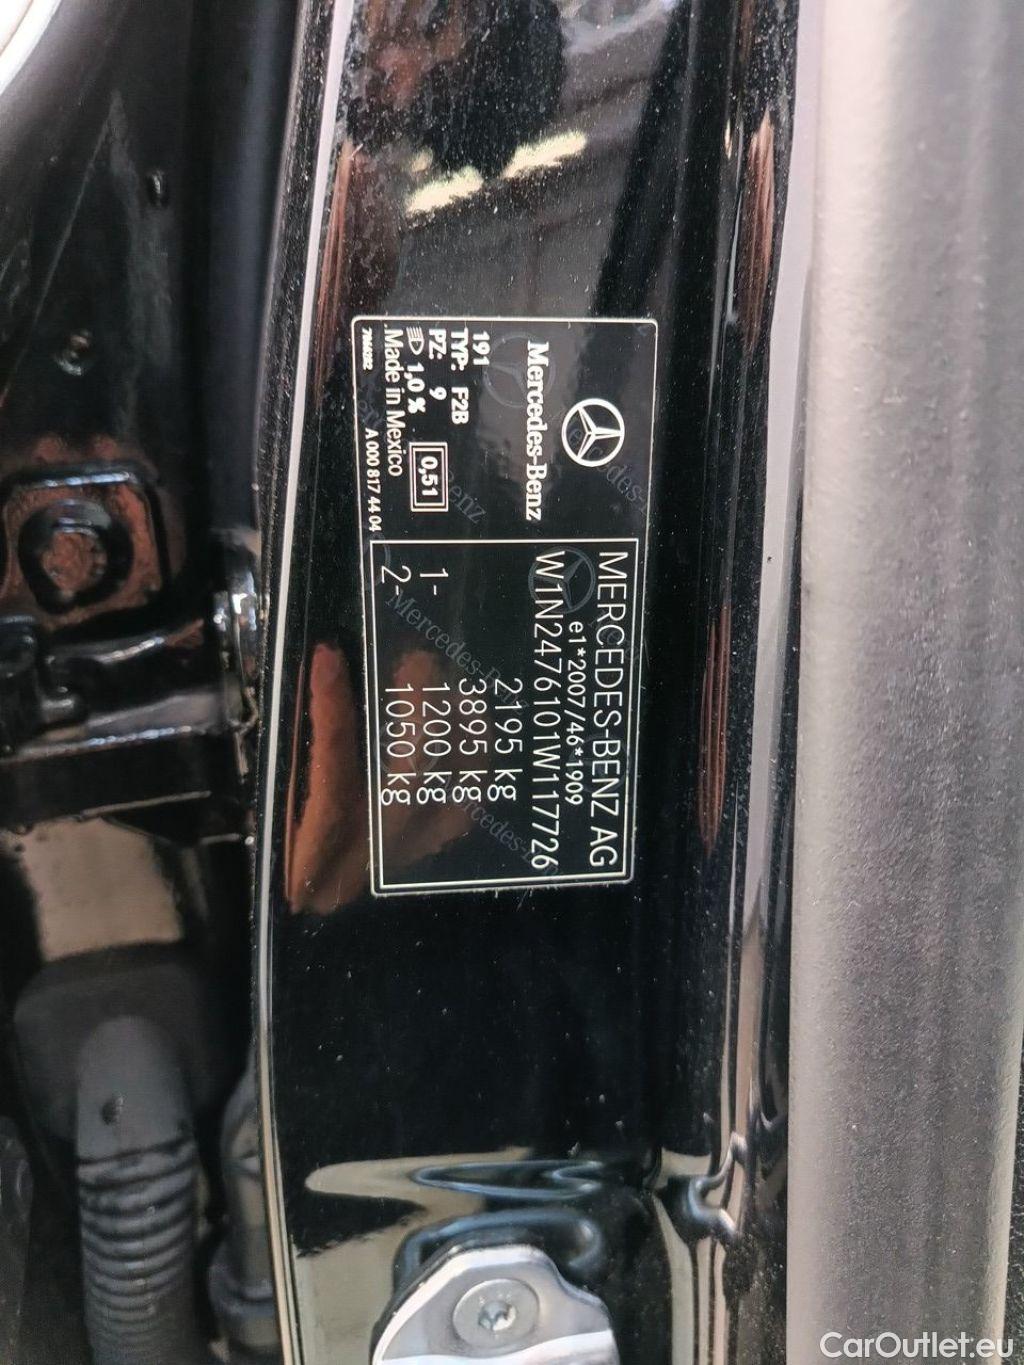 Mercedes-Benz
191
TYP: F2B
PZ: 9
1,0 %
0,51
Made in Mexico
7664082 A 000 817 44 04
MERCEDES-BENZ AG
e1*2007/46*1909
W1N2476101W117726
2195 kg
3895 kg
1- 1200 kg
2- 1050 kg
CarOutlet.eu